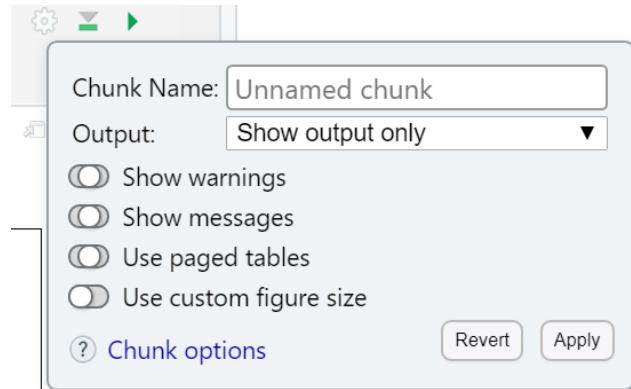 Chunk Name: Unnamed chunk
Output: Show output only
Show warnings
Show messages
Use paged tables
Use custom figure size
? Chunk options Revert Apply